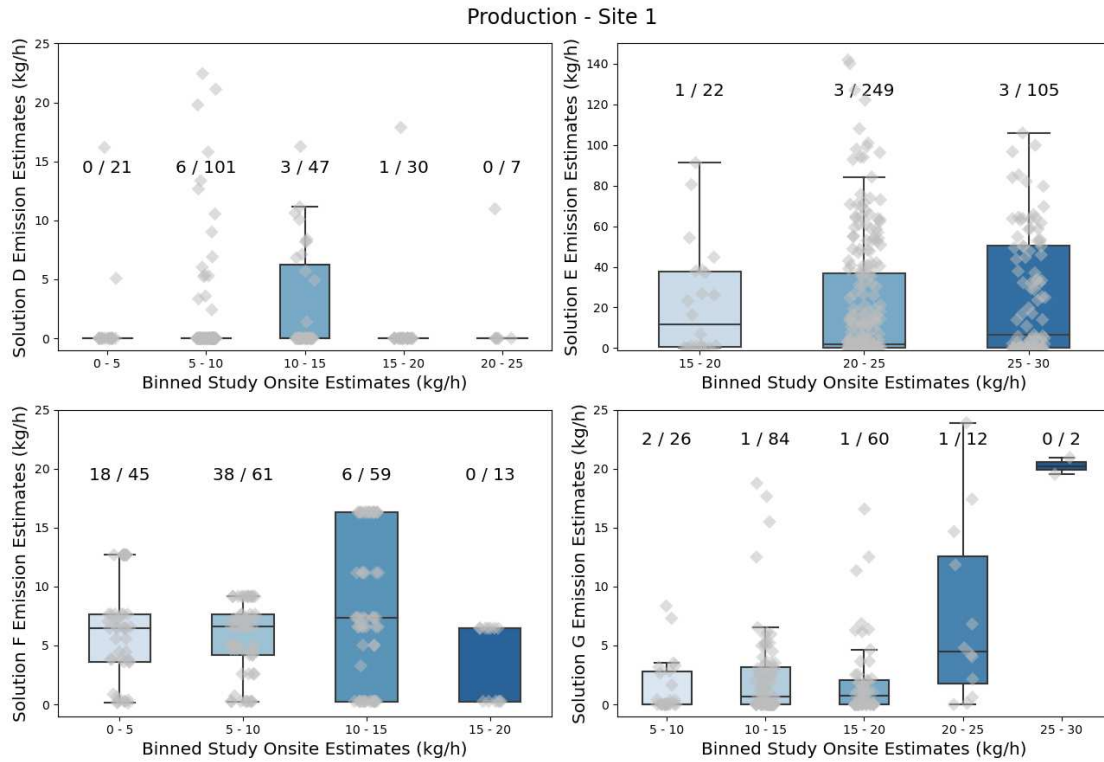 Production - Site 1
Solution D Emission Estimates (kg/h)
25
20
15
10
5
0
0 / 21
6 / 101
3 / 47
1 / 30
0 / 7
0 - 5
5 - 10
10 - 15
15 - 20
20 - 25
Binned Study Onsite Estimates (kg/h)
Solution E Emission Estimates (kg/h)
140
120
100
80
60
40
20
0
1 / 22
3 / 249
3 / 105
15 - 20
20 - 25
25 - 30
Binned Study Onsite Estimates (kg/h)
Solution F Emission Estimates (kg/h)
25
20
15
10
5
0
18 / 45
38 / 61
6 / 59
0 / 13
0 - 5
5 - 10
10 - 15
15 - 20
Binned Study Onsite Estimates (kg/h)
Solution G Emission Estimates (kg/h)
25
20
15
10
5
0
2 / 26
1 / 84
1 / 60
1 / 12
0 / 2
5 - 10
10 - 15
15 - 20
20 - 25
25 - 30
Binned Study Onsite Estimates (kg/h)